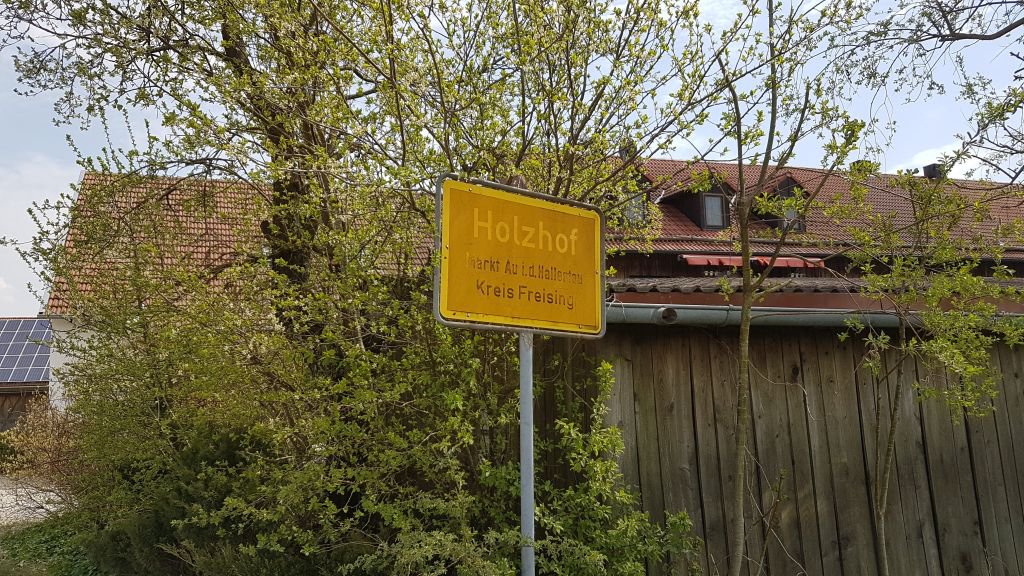 Holzhof
Markt Au i.d. Hallertau
Kreis Freising